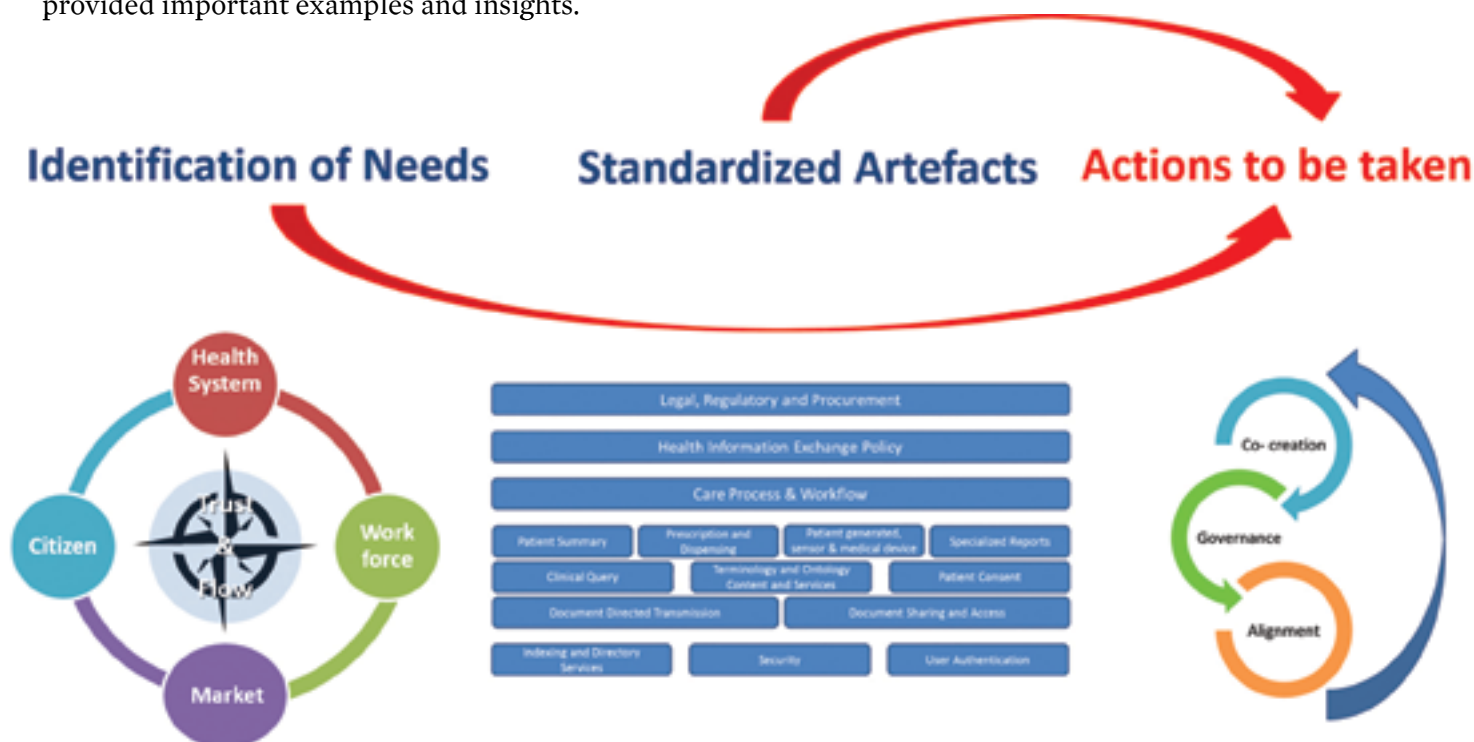 provided important examples and insights.
Identification of Needs
Standardized Artefacts
Actions to be taken
Health
System
Citizen
Trust
&
Flow
Work
force
Market
Legal, Regulatory and Procurement
Health Information Exchange Policy
Care Process & Workflow
Patient Summary
Prescription and
Dispensing
Patient generated,
sensor & medical device
Specialized Reports
Clinical Query
Terminology and Ontology
Content and Services
Patient Consent
Document Directed Transmission
Document Sharing and Access
Indexing and Directory
Services
Security
User Authentication
Co- creation
Governance
Alignment